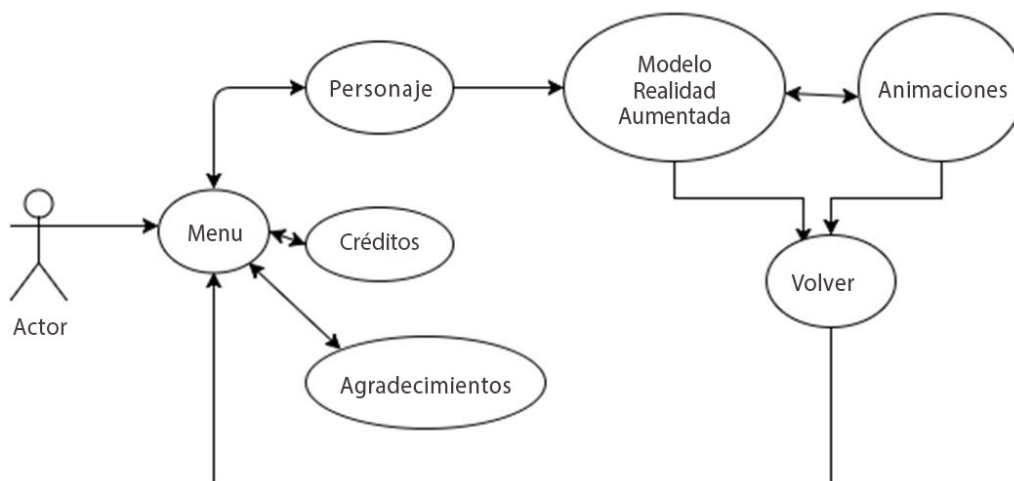 Personaje
Modelo
Realidad
Aumentada
Animaciones
Menu
Créditos
Volver
Actor
Agradecimientos